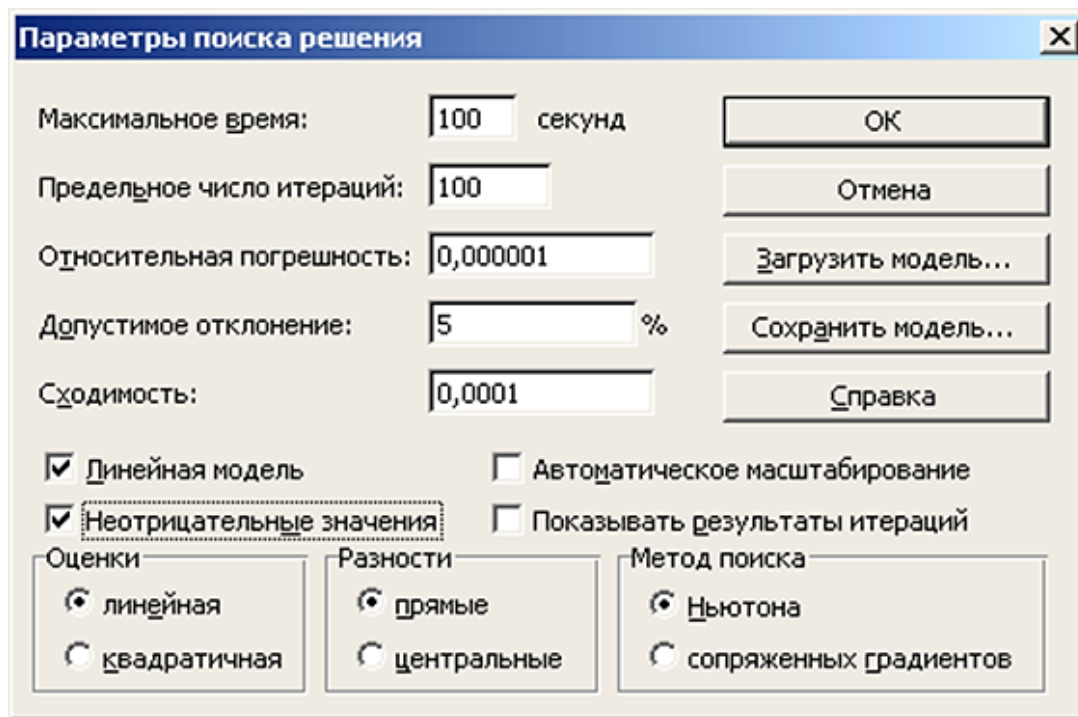 Параметры поиска решения
Максимальное время: 100 секунд ОК
Предельное число итераций: 100 Отмена
Относительная погрешность: 0,000001 Загрузить модель...
Допустимое отклонение: 5 % Сохранить модель...
Сходимость: 0,0001 Справка
Линейная модель Автоматическое масштабирование
Неотрицательные значения Показывать результаты итераций
Оценки Разности Метод поиска
линейная прямые Ньютона
квадратичная центральные сопряженных градиентов